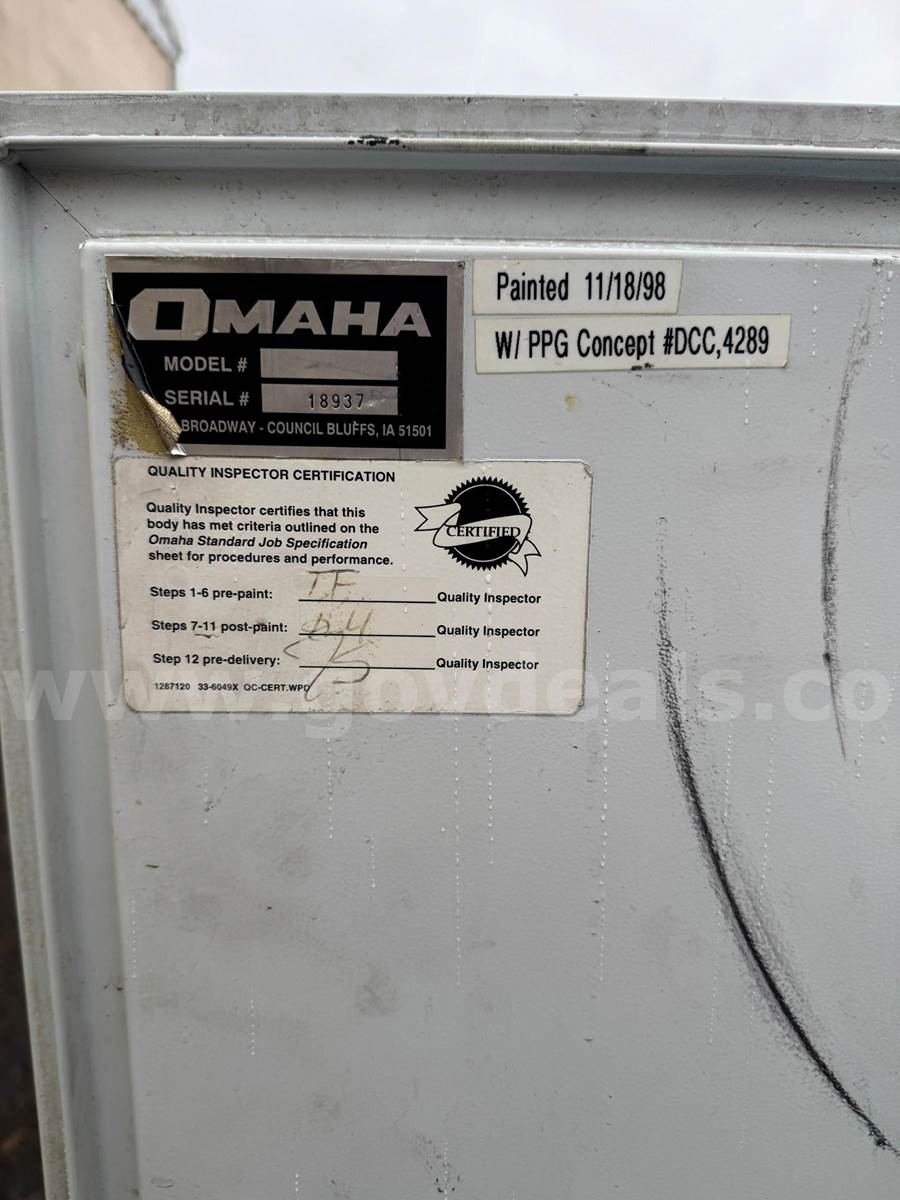 OMAHA
MODEL #
SERIAL # 18937
BROADWAY - COUNCIL BLUFFS, IA 51501
Painted 11/18/98
W/ PPG Concept #DCC,4289
QUALITY INSPECTOR CERTIFICATION
Quality Inspector certifies that this
body has met criteria outlined on the
Omaha Standard Job Specification
sheet for procedures and performance.
CERTIFIED
Steps 1-6 pre-paint: Quality Inspector
Steps 7-11 post-paint: Quality Inspector
Step 12 pre-delivery: Quality Inspector
1287120 33-6049X QC-CERT.WPD
www.govdeals.co